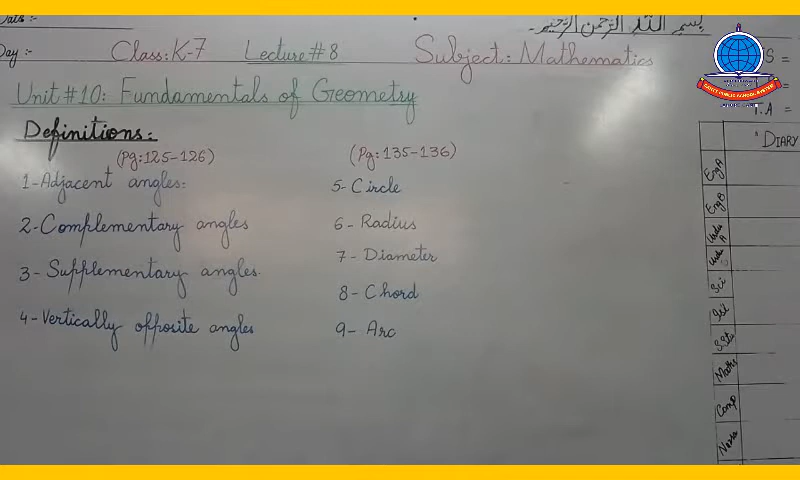 Date:-
بسم اللہ الرحمن الرحیم۔
Day:-
Class:K-7 Lecture#8 Subject: Mathematics
S =
Unit#10: Fundamentals of Geometry
=
T.A =
Definitions:
"DIARY
(Pg:125-126)
(Pg:135-136)
1-Adjacent angles:
2-Complementary angles
3-Supplementary angles.
4-Vertically opposite angles
5-Circle
6-Radius
7-Diameter
8-Chord
9-Arc
Eng A
Eng B
Urdu A
Urdu
Sci
Isl
S.St
Maths
Comp